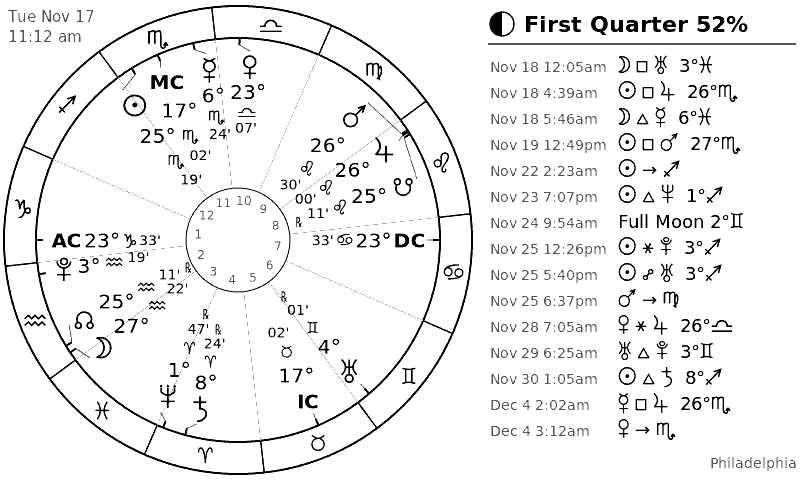 Tue Nov 17
11:12 am
First Quarter 52%
Nov 18 12:05am ☽ □ ♅ 3°♓
Nov 18 4:39am ☉ □ ♃ 26°♏
Nov 18 5:46am ☽ △ ☿ 6°♓
Nov 19 12:49pm ☉ □ ♂ 27°♏
Nov 22 2:23am ☉ → ♐
Nov 23 7:07pm ☉ △ ♆ 1°♐
Nov 24 9:54am Full Moon 2°♊
Nov 25 12:26pm ☉ ⚹ ♇ 3°♐
Nov 25 5:40pm ☉ ☍ ♅ 3°♐
Nov 25 6:37pm ♂ → ♍
Nov 28 7:05am ♀ ⚹ ♃ 26°♎
Nov 29 6:25am ♅ △ ♇ 3°♊
Nov 30 1:05am ☉ △ ♄ 8°♐
Dec 4 2:02am ☿ □ ♃ 26°♏
Dec 4 3:12am ♀ → ♏
Philadelphia
MC 17° ♏ 02'
☉ 25° ♏ 19'
☿ 6° ♏ 24'
♀ 23° ♎ 07'
♂ 26° ♌ 30'
♃ 26° ♌ 00'
☋ 25° ♌ 11' ℞
DC 23° ♋ 33'
♅ 4° ♊ 01' ℞
IC 17° ♉ 02'
♄ 8° ♈ 24' ℞
♆ 1° ♈ 47' ℞
☽ 27° ♒ 22'
☊ 25° ♒ 11' ℞
♇ 3° ♒ 19'
AC 23° ♑ 33'
1
2
3
4
5
6
7
8
9
10
11
12